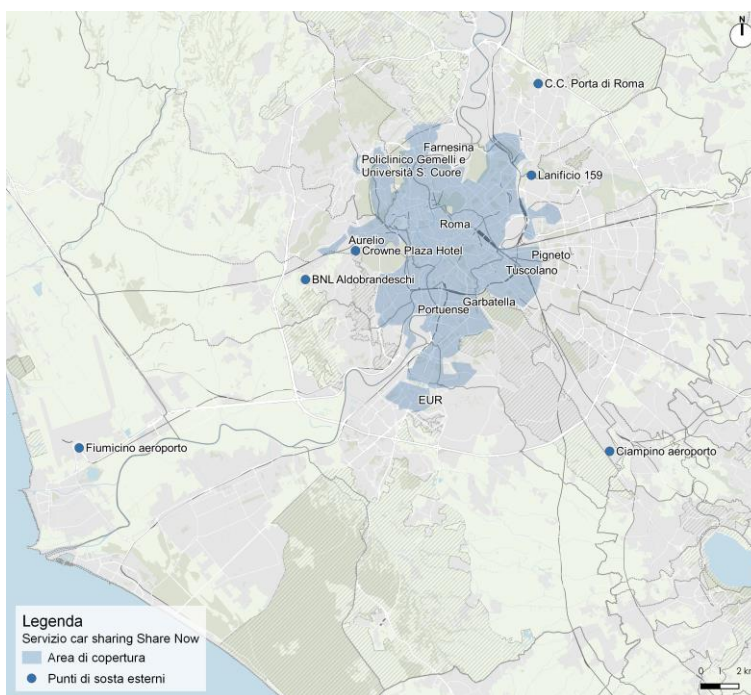 N
C.C. Porta di Roma
Farnesina
Policlinico Gemelli e
Università S. Cuore
Lanificio 159
Roma
Aurelio
Crowne Plaza Hotel
Pigneto
BNL Aldobrandeschi
Tuscolano
Garbatella
Portuense
EUR
Fiumicino aeroporto
Ciampino aeroporto
Legenda
Servizio car sharing Share Now
Area di copertura
Punti di sosta esterni
0 1 2 km